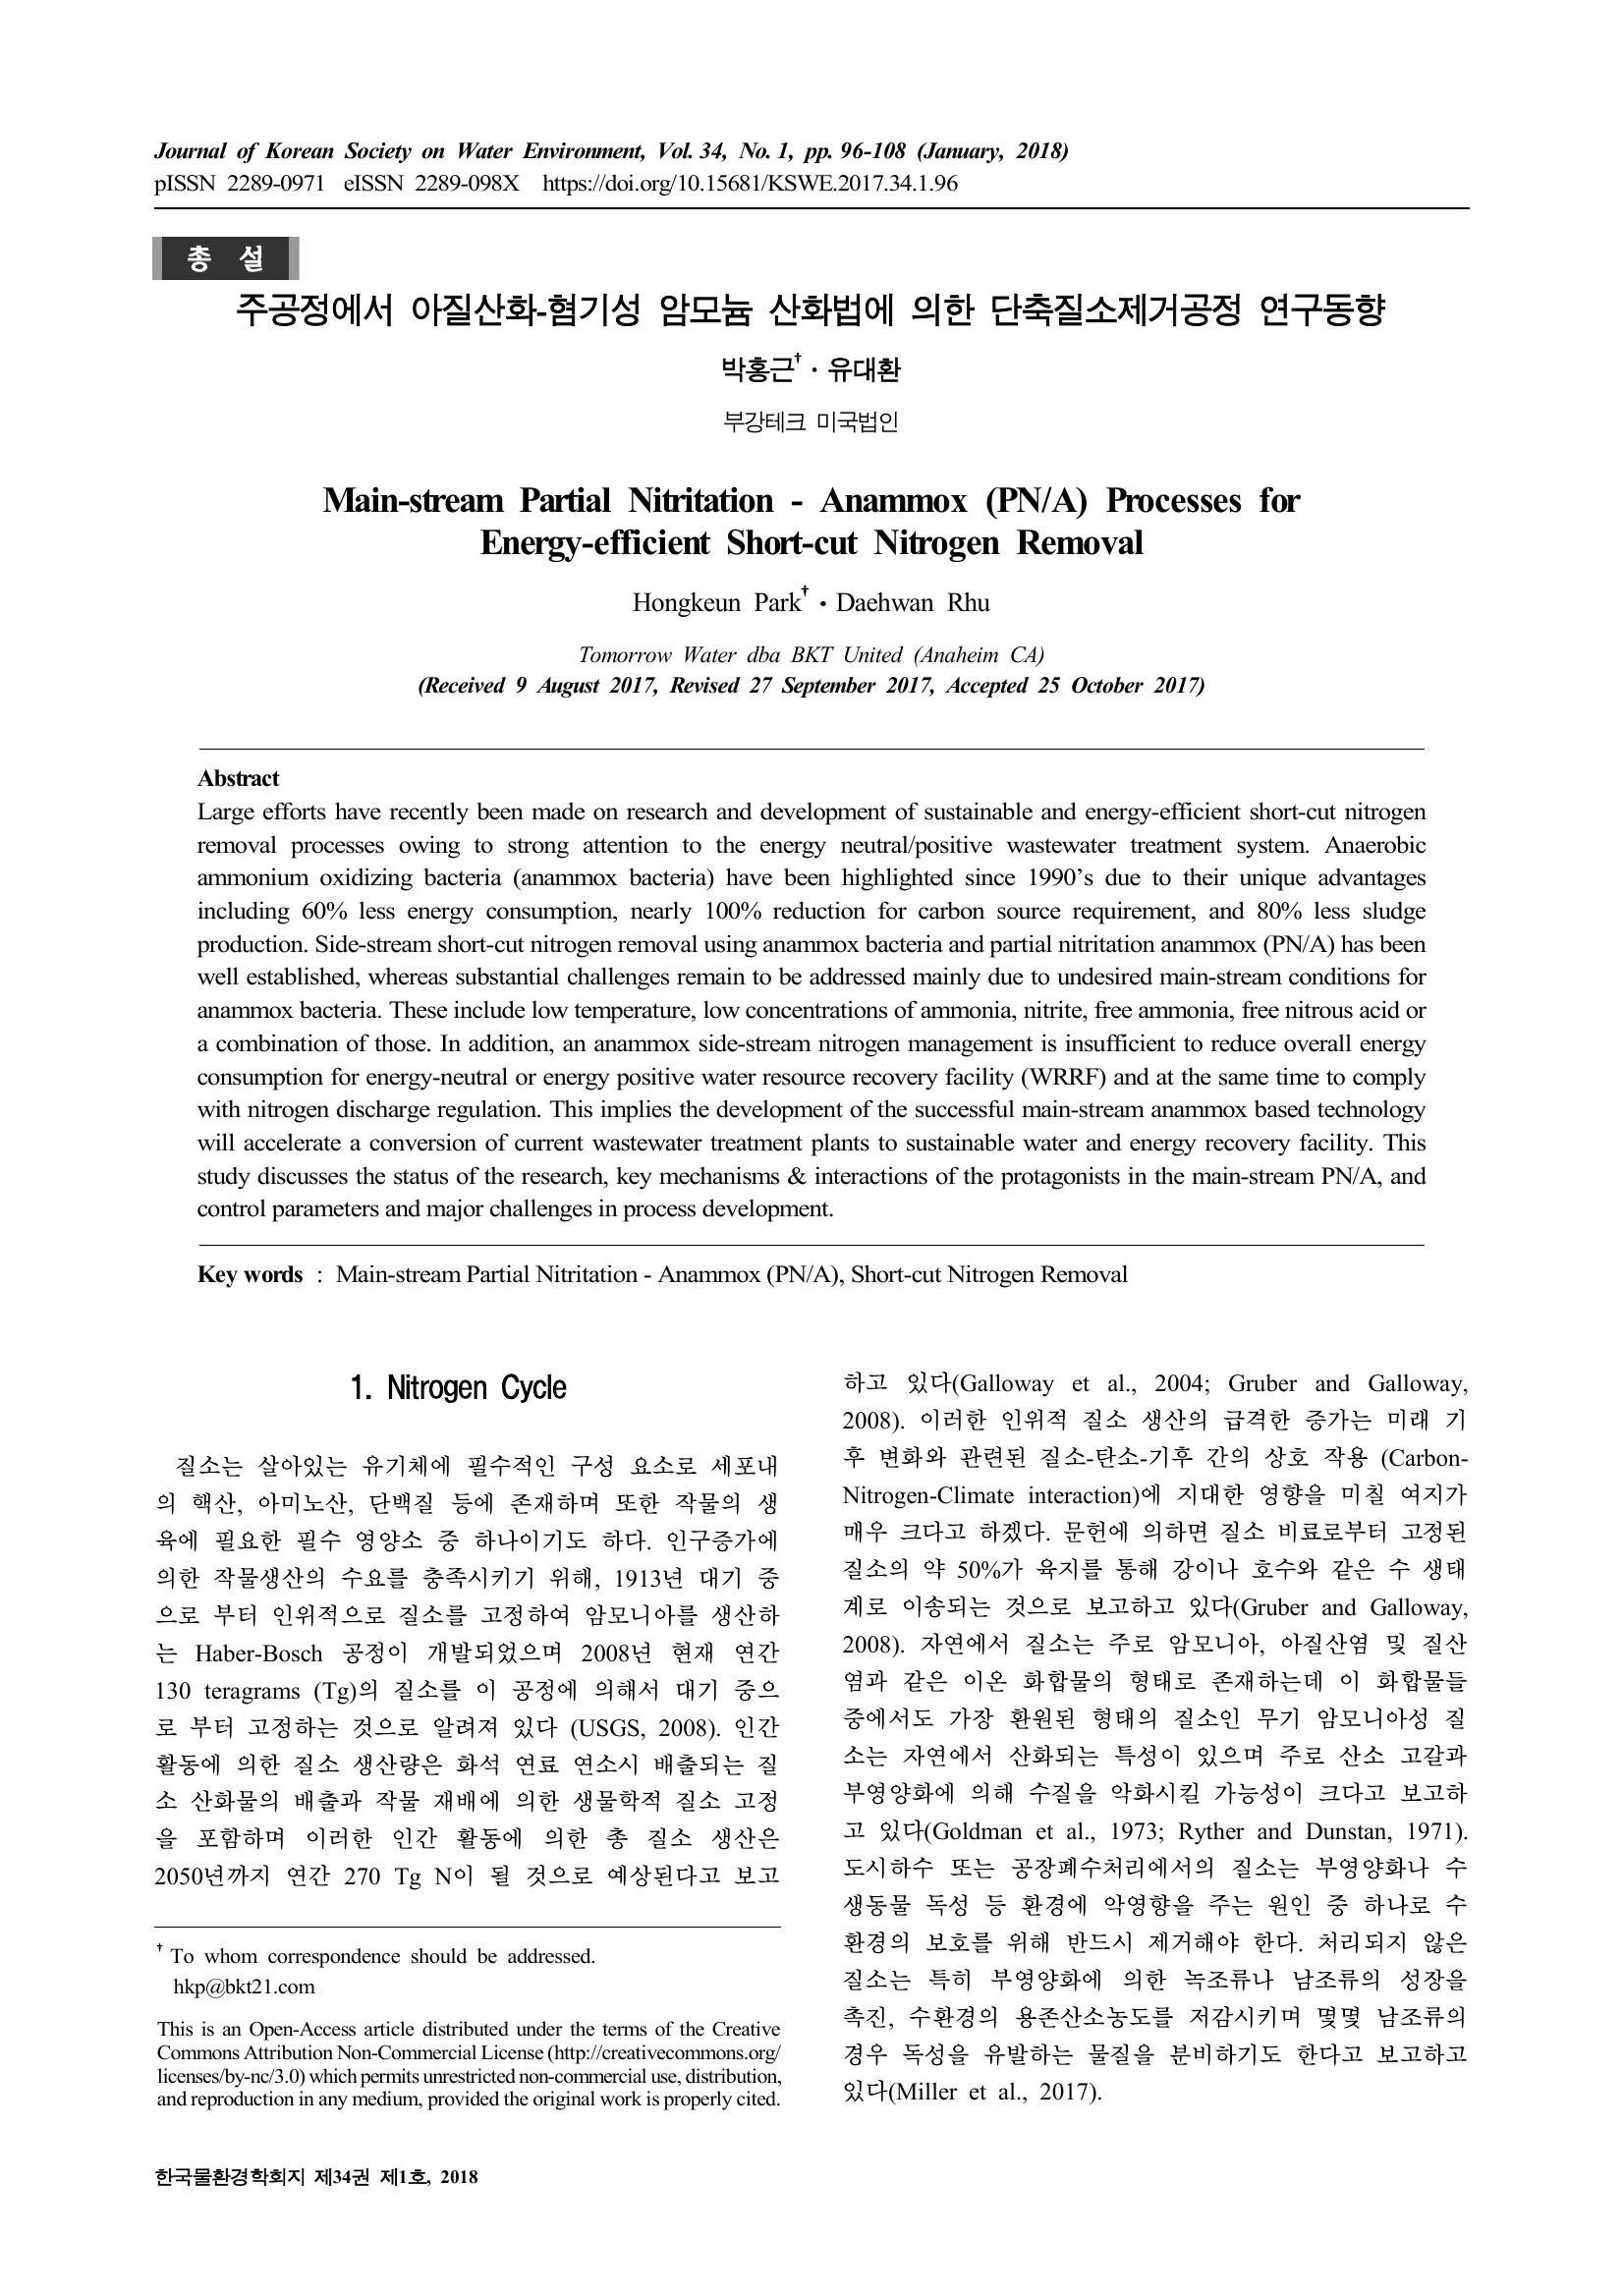 Journal of Korean Society on Water Environment, Vol. 34, No. 1, pp. 96-108 (January, 2018)
pISSN 2289-0971 eISSN 2289-098X https://doi.org/10.15681/KSWE.2017.34.1.96
총 설
주공정에서 아질산화-혐기성 암모늄 산화법에 의한 단축질소제거공정 연구동향
박홍근† · 유대환
부강테크 미국법인
Main-stream Partial Nitritation - Anammox (PN/A) Processes for
Energy-efficient Short-cut Nitrogen Removal
Hongkeun Park† · Daehwan Rhu
Tomorrow Water dba BKT United (Anaheim CA)
(Received 9 August 2017, Revised 27 September 2017, Accepted 25 October 2017)
Abstract
Large efforts have recently been made on research and development of sustainable and energy-efficient short-cut nitrogen
removal processes owing to strong attention to the energy neutral/positive wastewater treatment system. Anaerobic
ammonium oxidizing bacteria (anammox bacteria) have been highlighted since 1990's due to their unique advantages
including 60% less energy consumption, nearly 100% reduction for carbon source requirement, and 80% less sludge
production. Side-stream short-cut nitrogen removal using anammox bacteria and partial nitritation anammox (PN/A) has been
well established, whereas substantial challenges remain to be addressed mainly due to undesired main-stream conditions for
anammox bacteria. These include low temperature, low concentrations of ammonia, nitrite, free ammonia, free nitrous acid or
a combination of those. In addition, an anammox side-stream nitrogen management is insufficient to reduce overall energy
consumption for energy-neutral or energy positive water resource recovery facility (WRRF) and at the same time to comply
with nitrogen discharge regulation. This implies the development of the successful main-stream anammox based technology
will accelerate a conversion of current wastewater treatment plants to sustainable water and energy recovery facility. This
study discusses the status of the research, key mechanisms & interactions of the protagonists in the main-stream PN/A, and
control parameters and major challenges in process development.
Key words : Main-stream Partial Nitritation - Anammox (PN/A), Short-cut Nitrogen Removal
1. Nitrogen Cycle
질소는 살아있는 유기체에 필수적인 구성 요소로 세포내
의 핵산, 아미노산, 단백질 등에 존재하며 또한 작물의 생
육에 필요한 필수 영양소 중 하나이기도 하다. 인구증가에
의한 작물생산의 수요를 충족시키기 위해, 1913년 대기 중
으로 부터 인위적으로 질소를 고정하여 암모니아를 생산하
는 Haber-Bosch 공정이 개발되었으며 2008년 현재 연간
130 teragrams (Tg)의 질소를 이 공정에 의해서 대기 중으
로 부터 고정하는 것으로 알려져 있다 (USGS, 2008). 인간
활동에 의한 질소 생산량은 화석 연료 연소시 배출되는 질
소 산화물의 배출과 작물 재배에 의한 생물학적 질소 고정
을 포함하며 이러한 인간 활동에 의한 총 질소 생산은
2050년까지 연간 270 Tg N이 될 것으로 예상된다고 보고
† To whom correspondence should be addressed.
hkp@bkt21.com
This is an Open-Access article distributed under the terms of the Creative
Commons Attribution Non-Commercial License (http://creativecommons.org/
licenses/by-nc/3.0) which permits unrestricted non-commercial use, distribution,
and reproduction in any medium, provided the original work is properly cited.
하고 있다(Galloway et al., 2004; Gruber and Galloway,
2008). 이러한 인위적 질소 생산의 급격한 증가는 미래 기
후 변화와 관련된 질소-탄소-기후 간의 상호 작용 (Carbon-
Nitrogen-Climate interaction)에 지대한 영향을 미칠 여지가
매우 크다고 하겠다. 문헌에 의하면 질소 비료로부터 고정된
질소의 약 50%가 육지를 통해 강이나 호수와 같은 수 생태
계로 이송되는 것으로 보고하고 있다(Gruber and Galloway,
2008). 자연에서 질소는 주로 암모니아, 아질산염 및 질산
염과 같은 이온 화합물의 형태로 존재하는데 이 화합물들
중에서도 가장 환원된 형태의 질소인 무기 암모니아성 질
소는 자연에서 산화되는 특성이 있으며 주로 산소 고갈과
부영양화에 의해 수질을 악화시킬 가능성이 크다고 보고하
고 있다(Goldman et al., 1973; Ryther and Dunstan, 1971).
도시하수 또는 공장폐수처리에서의 질소는 부영양화나 수
생동물 독성 등 환경에 악영향을 주는 원인 중 하나로 수
환경의 보호를 위해 반드시 제거해야 한다. 처리되지 않은
질소는 특히 부영양화에 의한 녹조류나 남조류의 성장을
촉진, 수환경의 용존산소농도를 저감시키며 몇몇 남조류의
경우 독성을 유발하는 물질을 분비하기도 한다고 보고하고
있다(Miller et al., 2017).
한국물환경학회지 제34권 제1호, 2018